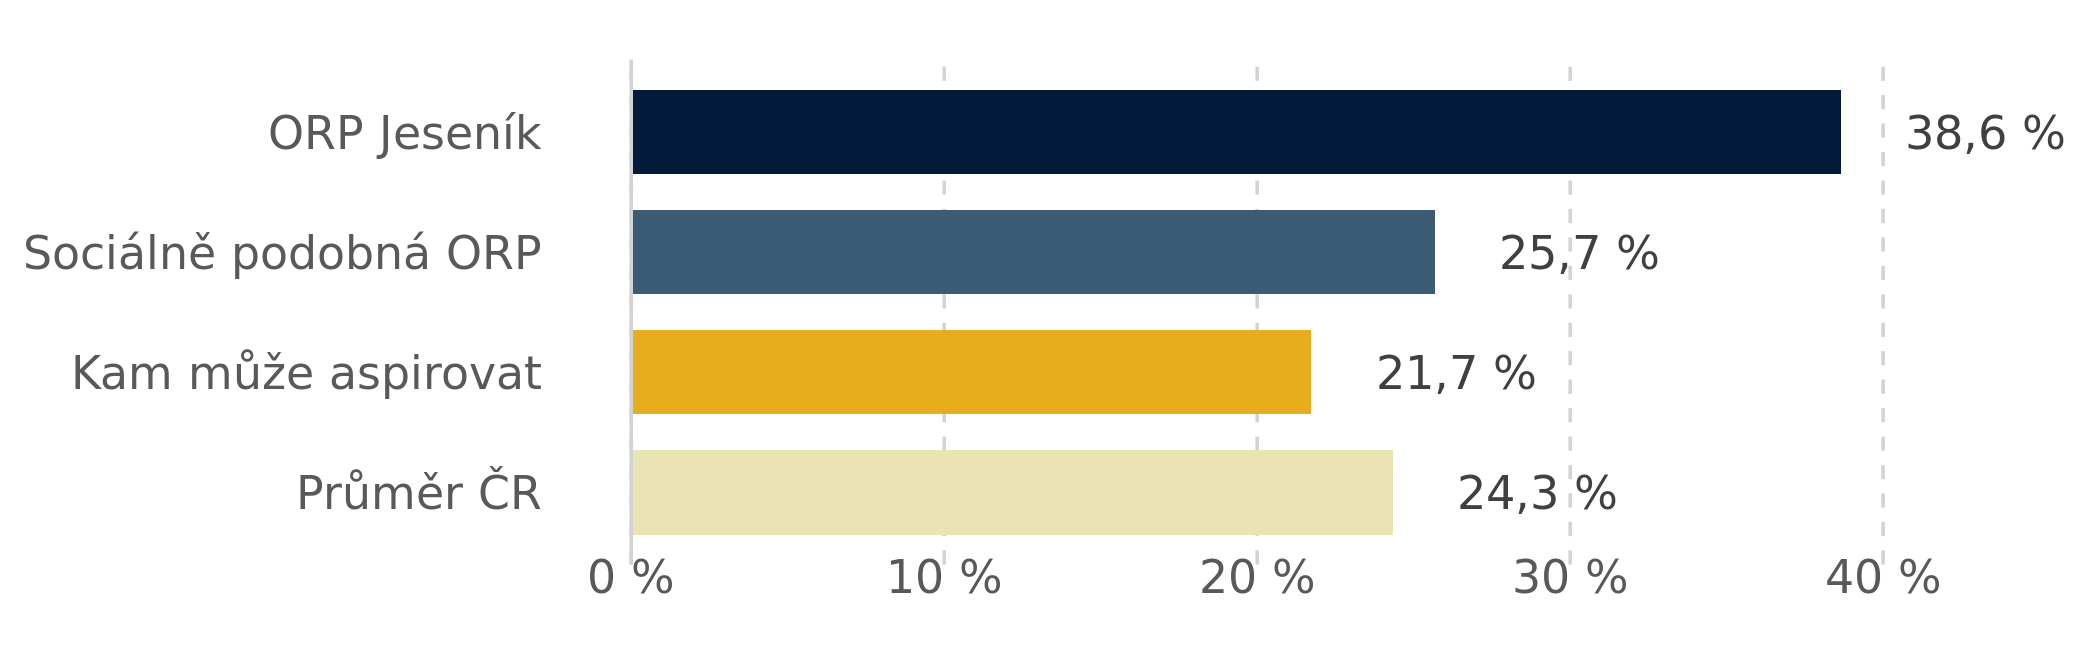 ORP Jeseník 38,6 %
Sociálně podobná ORP 25,7 %
Kam může aspirovat 21,7 %
Průměr ČR 24,3 %
0 % 10 % 20 % 30 % 40 %